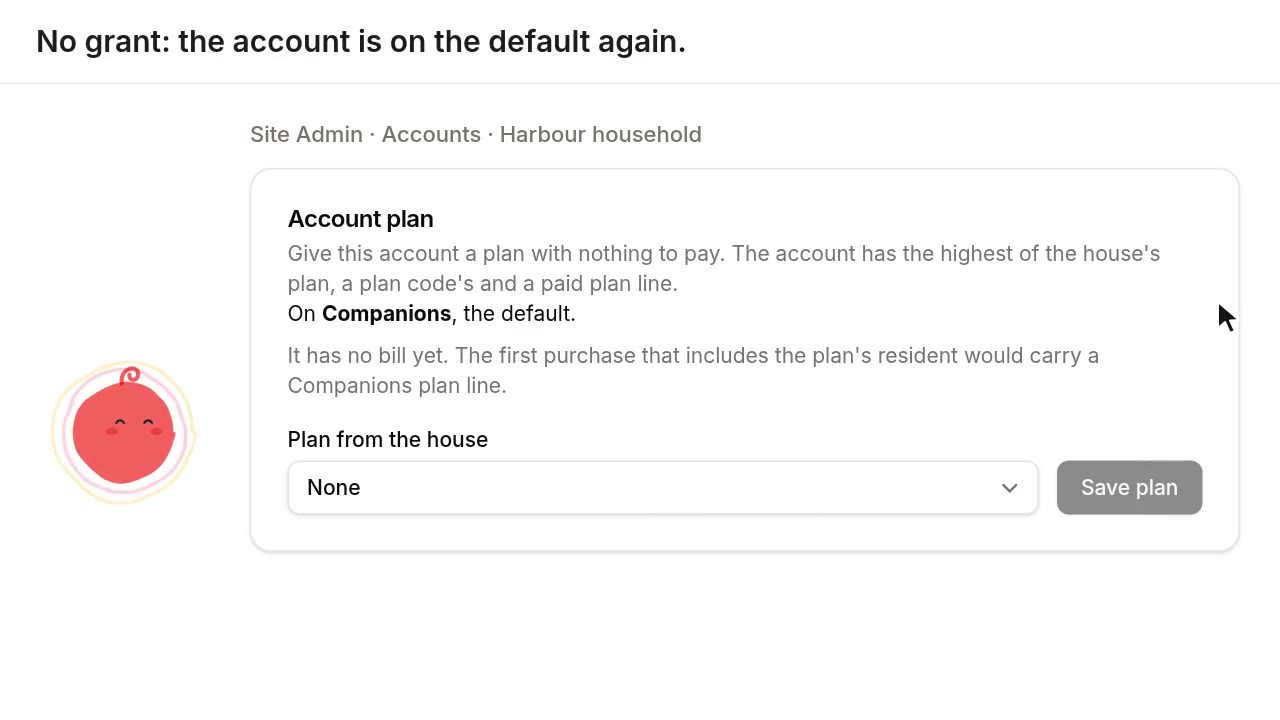 No grant: the account is on the default again.
Site Admin · Accounts · Harbour household
Account plan
Give this account a plan with nothing to pay. The account has the highest of the house's
plan, a plan code's and a paid plan line.
On Companions, the default.
It has no bill yet. The first purchase that includes the plan's resident would carry a
Companions plan line.
Plan from the house
None
Save plan